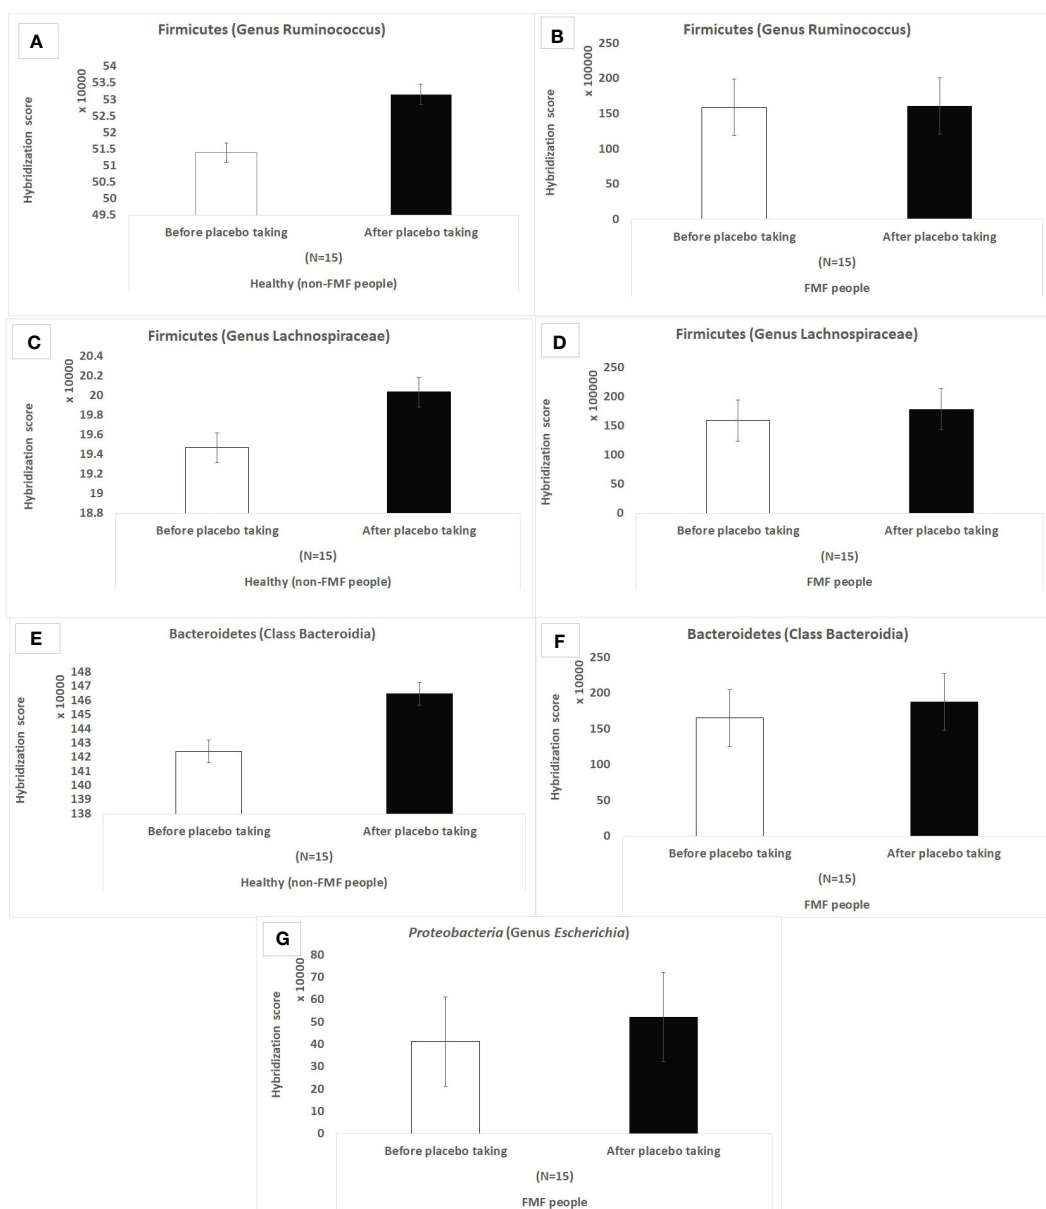 A
Firmicutes (Genus Ruminococcus)
Hybridization score
x 10000
54
53.5
53
52.5
52
51.5
51
50.5
50
49.5
Before placebo taking
After placebo taking
(N=15)
Healthy (non-FMF people)
B
Firmicutes (Genus Ruminococcus)
Hybridization score
x 100000
250
200
150
100
50
0
Before placebo taking
After placebo taking
(N=15)
FMF people
C
Firmicutes (Genus Lachnospiraceae)
Hybridization score
x 10000
20.4
20.2
20
19.8
19.6
19.4
19.2
19
18.8
Before placebo taking
After placebo taking
(N=15)
Healthy (non-FMF people)
D
Firmicutes (Genus Lachnospiraceae)
Hybridization score
x 100000
250
200
150
100
50
0
Before placebo taking
After placebo taking
(N=15)
FMF people
E
Bacteroidetes (Class Bacteroidia)
Hybridization score
x 10000
148
147
146
145
144
143
142
141
140
139
138
Before placebo taking
After placebo taking
(N=15)
Healthy (non-FMF people)
F
Bacteroidetes (Class Bacteroidia)
Hybridization score
x 10000
250
200
150
100
50
0
Before placebo taking
After placebo taking
(N=15)
FMF people
G
Proteobacteria (Genus Escherichia)
Hybridization score
x 10000
80
70
60
50
40
30
20
10
0
Before placebo taking
After placebo taking
(N=15)
FMF people